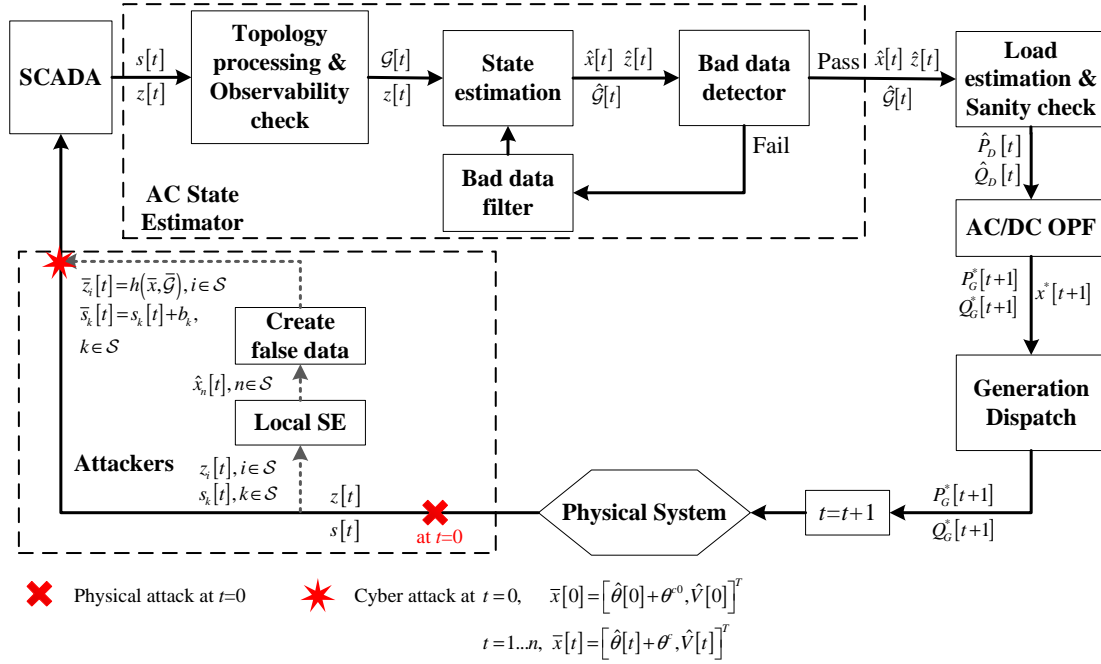 SCADA
s[t]
z[t]
Topology
processing &
Observability
check
𝒢[t]
z[t]
State
estimation
x̂[t] ẑ[t]
𝒢̂[t]
Bad data
detector
Pass
x̂[t] ẑ[t]
𝒢̂[t]
Load
estimation &
Sanity check
Fail
Bad data
filter
AC State
Estimator
P̂_D[t]
Q̂_D[t]
AC/DC OPF
P_G^*[t+1]
Q_G^*[t+1]
x^*[t+1]
Generation
Dispatch
P_G^*[t+1]
Q_G^*[t+1]
t=t+1
Physical System
z̄_i[t]=h(x̄,𝒢̄), i∈𝒮
s̄_k[t]=s_k[t]+b_k,
k∈𝒮
Create
false data
x̂_n[t], n∈𝒮
Local SE
Attackers
z_i[t], i∈𝒮
s_k[t], k∈𝒮
z[t]
s[t]
at t=0
Physical attack at t=0
Cyber attack at t=0, x̄[0]=[θ̂[0]+θ^{c0}, V̂[0]]^T
t=1...n, x̄[t]=[θ̂[t]+θ^c, V̂[t]]^T